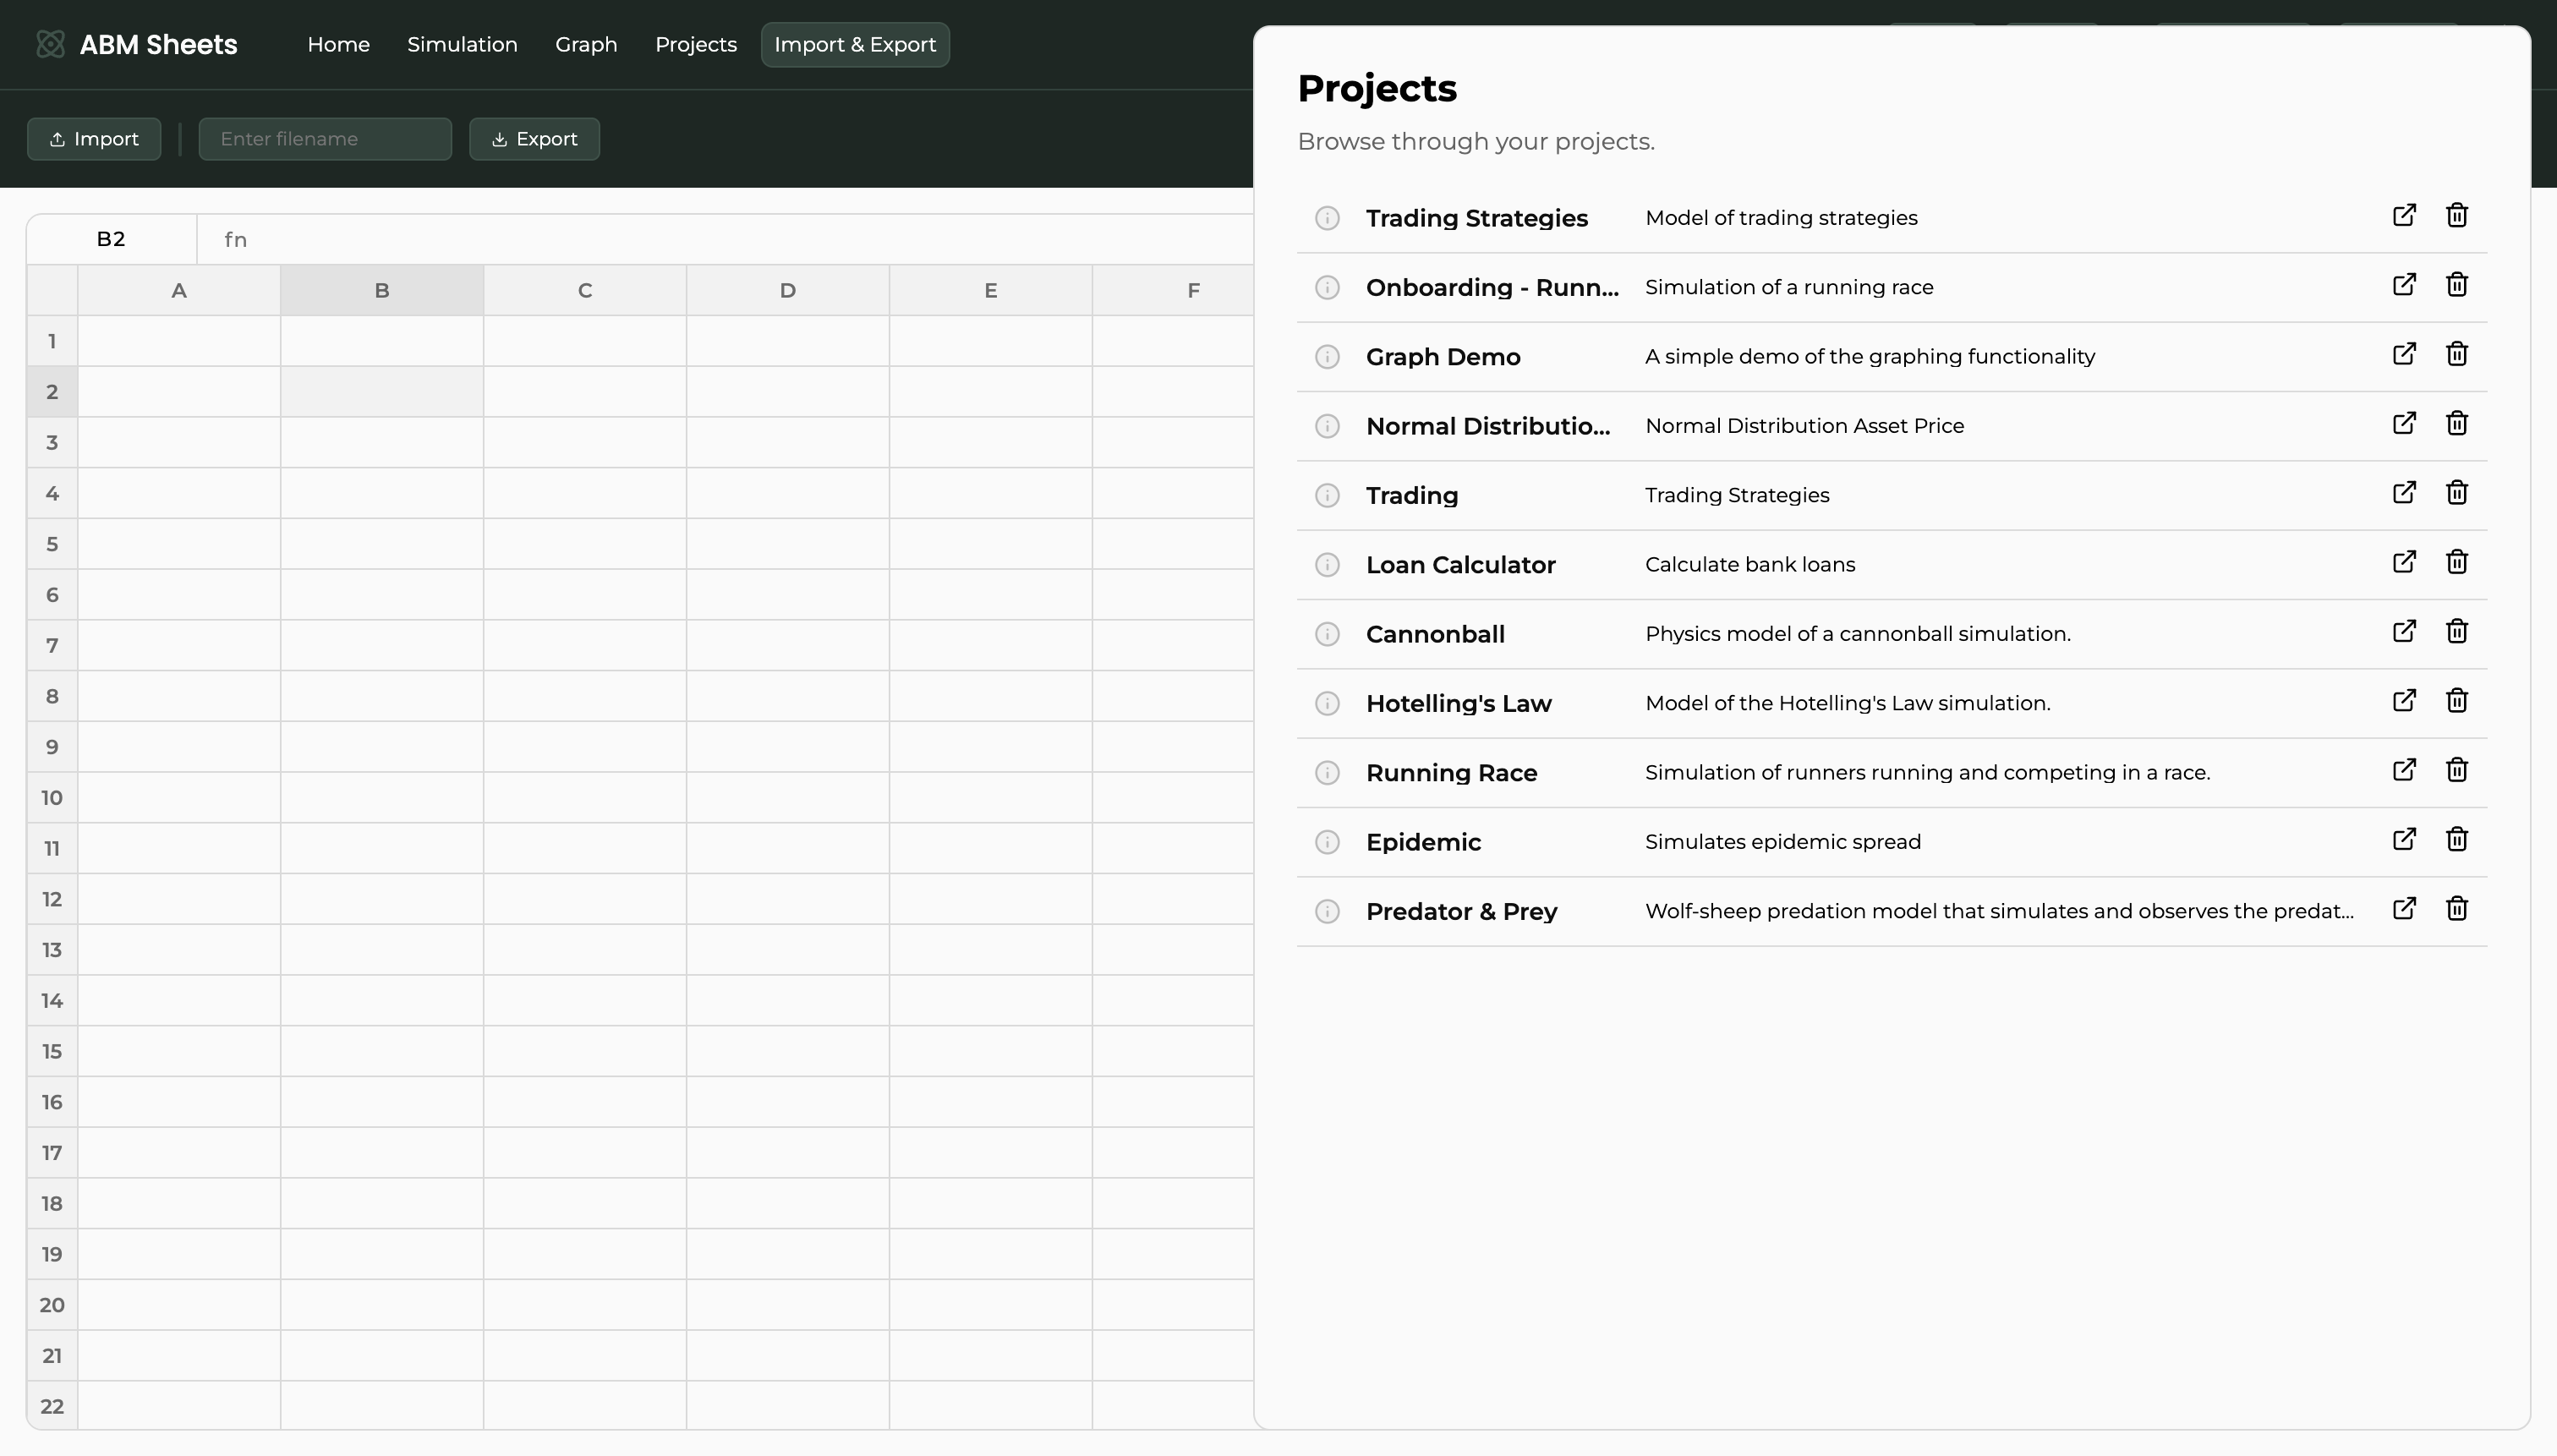 ABM Sheets
Home Simulation Graph Projects Import & Export
Import Enter filename Export
B2 fn
A B C D E F
1
2
3
4
5
6
7
8
9
10
11
12
13
14
15
16
17
18
19
20
21
22
Projects
Browse through your projects.
Trading Strategies Model of trading strategies
Onboarding - Runn... Simulation of a running race
Graph Demo A simple demo of the graphing functionality
Normal Distributio... Normal Distribution Asset Price
Trading Trading Strategies
Loan Calculator Calculate bank loans
Cannonball Physics model of a cannonball simulation.
Hotelling's Law Model of the Hotelling's Law simulation.
Running Race Simulation of runners running and competing in a race.
Epidemic Simulates epidemic spread
Predator & Prey Wolf-sheep predation model that simulates and observes the predat...